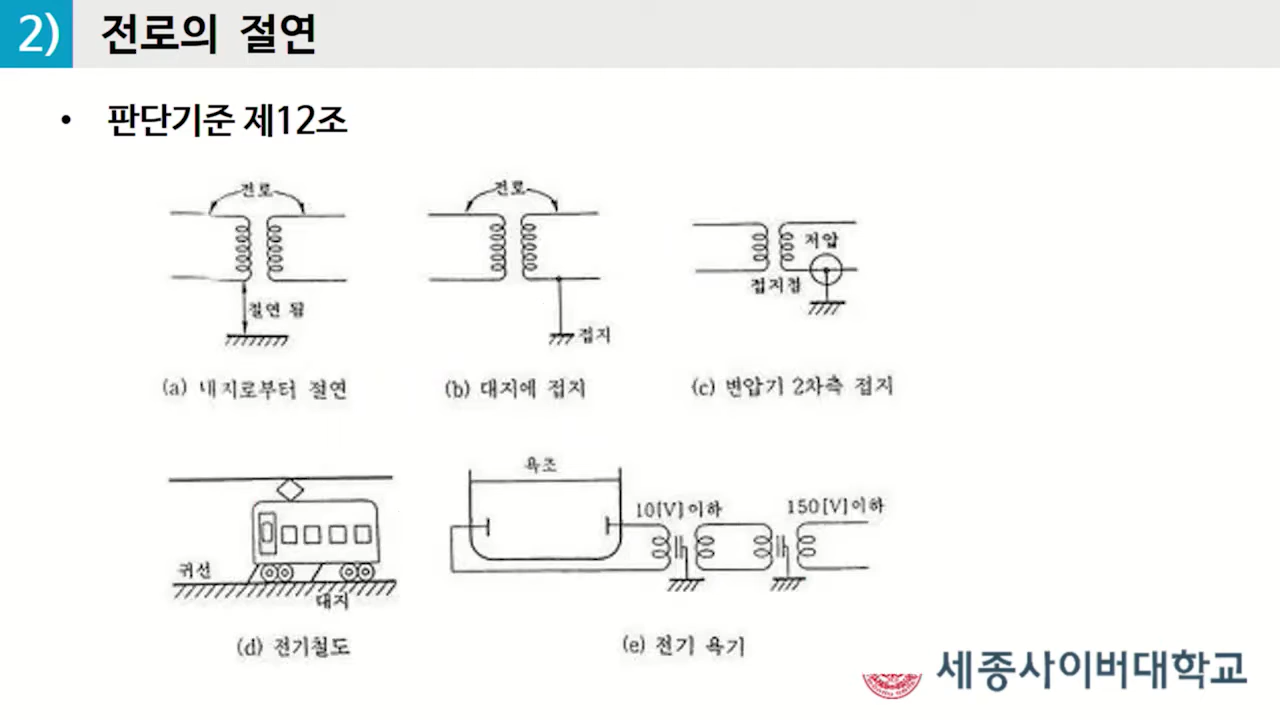 2) 전로의 절연
• 판단기준 제12조
전로
절연 됨
(a) 대지로부터 절연
전로
접지
(b) 대지에 접지
저압
접지점
(c) 변압기 2차측 접지
귀선
대지
(d) 전기철도
욕조
10[V]이하
150[V]이하
(e) 전기 욕기
세종사이버대학교